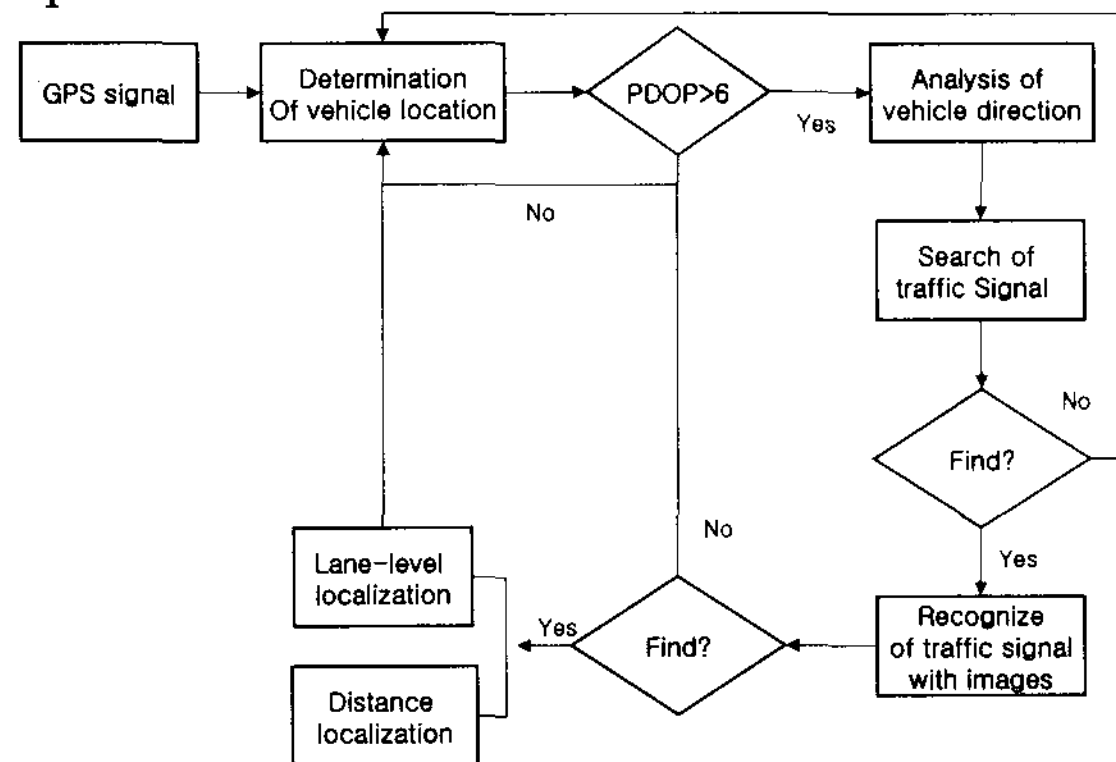 GPS signal
Determination
Of vehicle location
PDOP>6
Yes
Analysis of
vehicle direction
No
Search of
traffic Signal
Find?
No
Yes
Recognize
of traffic signal
with images
Find?
No
Yes
Lane-level
localization
Distance
localization